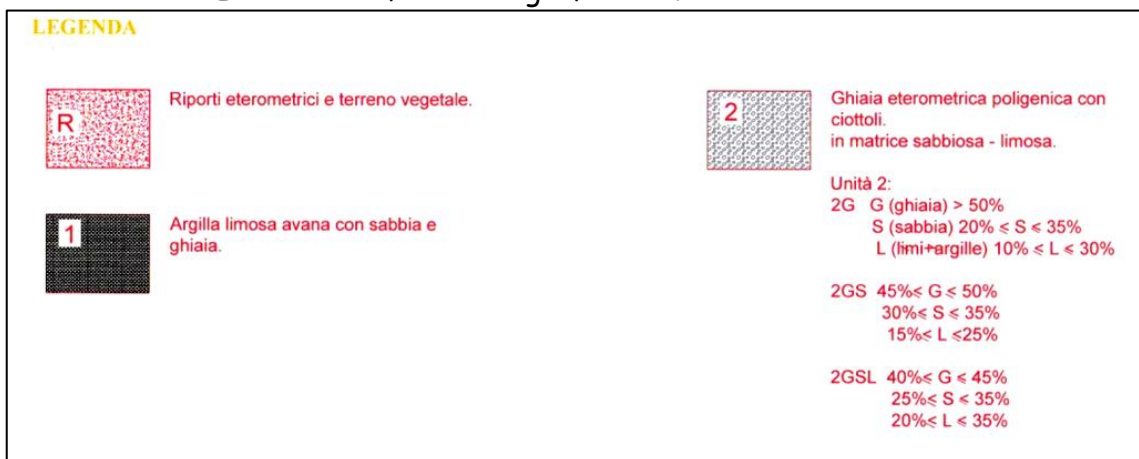 LEGENDA
R
Riporti eterometrici e terreno vegetale.
1
Argilla limosa avana con sabbia e
ghiaia.
2
Ghiaia eterometrica poligenica con
ciottoli.
in matrice sabbiosa - limosa.
Unità 2:
2G G (ghiaia) > 50%
S (sabbia) 20% ≤ S ≤ 35%
L (limi+argille) 10% ≤ L ≤ 30%
2GS 45%≤ G ≤ 50%
30%≤ S ≤ 35%
15%≤ L ≤25%
2GSL 40%≤ G ≤ 45%
25%≤ S ≤ 35%
20%≤ L ≤ 35%